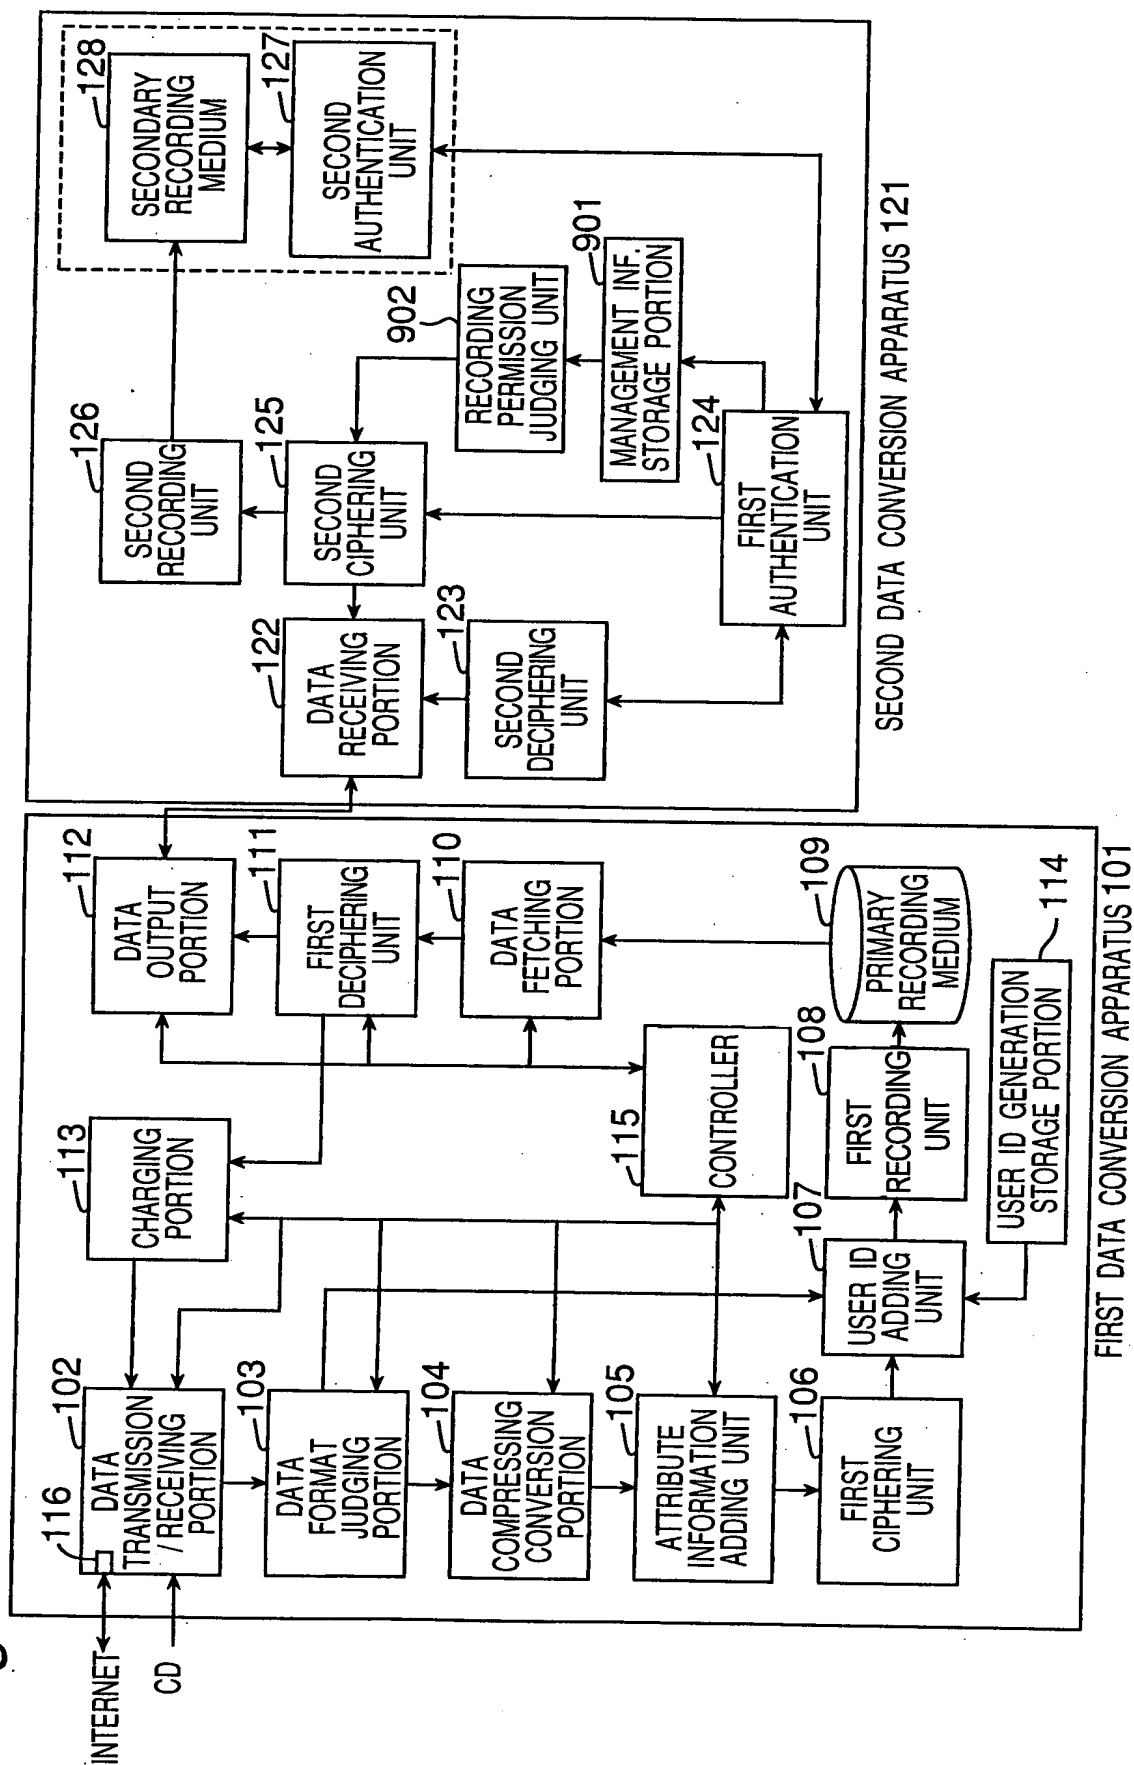 INTERNET
CD
116
102
DATA
TRANSMISSION
/RECEIVING
PORTION
103
DATA
FORMAT
JUDGING
PORTION
104
DATA
COMPRESSING
CONVERSION
PORTION
105
ATTRIBUTE
INFORMATION
ADDING UNIT
106
FIRST
CIPHERING
UNIT
113
CHARGING
PORTION
115
CONTROLLER
107
USER ID
ADDING
UNIT
108
FIRST
RECORDING
UNIT
109
PRIMARY
RECORDING
MEDIUM
114
USER ID GENERATION
STORAGE PORTION
112
DATA
OUTPUT
PORTION
111
FIRST
DECIPHERING
UNIT
110
DATA
FETCHING
PORTION
FIRST DATA CONVERSION APPARATUS 101
122
DATA
RECEIVING
PORTION
123
SECOND
DECIPHERING
UNIT
126
SECOND
RECORDING
UNIT
125
SECOND
CIPHERING
UNIT
124
FIRST
AUTHENTICATION
UNIT
902
RECORDING
PERMISSION
JUDGING UNIT
901
MANAGEMENT INF.
STORAGE PORTION
128
SECONDARY
RECORDING
MEDIUM
127
SECOND
AUTHENTICATION
UNIT
SECOND DATA CONVERSION APPARATUS 121